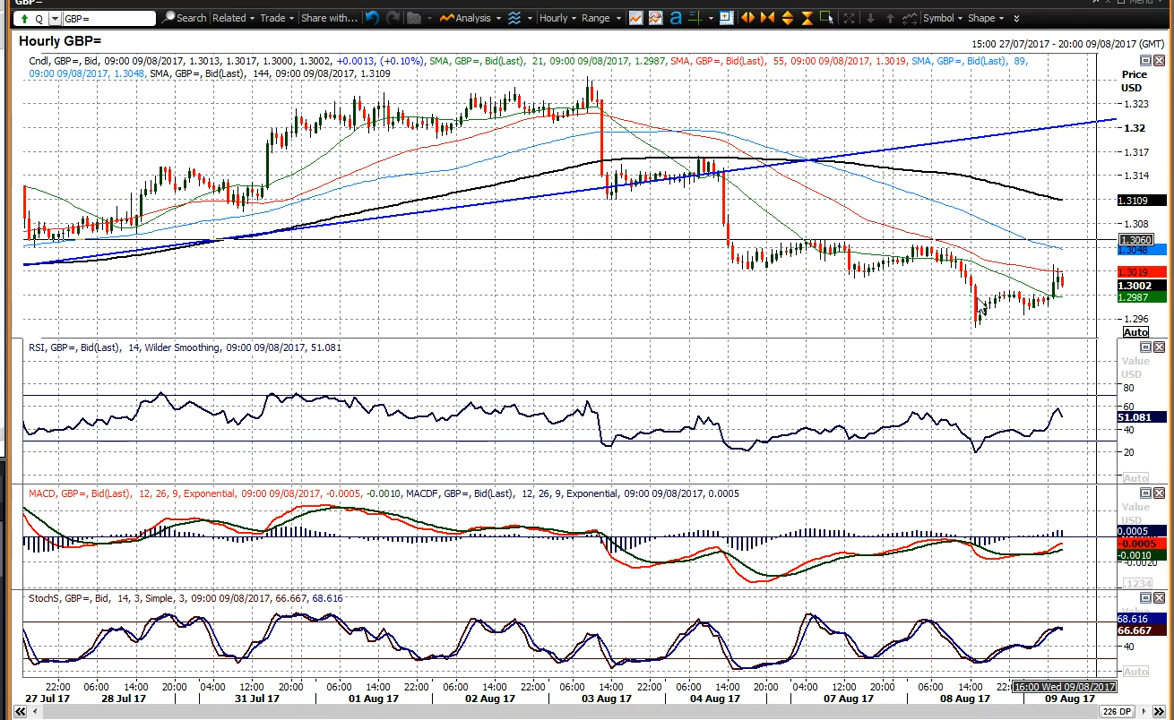 GBP=
Menu
Q GBP= Search Related Trade Share with... Analysis Hourly Range a Symbol Shape
Hourly GBP=
15:00 27/07/2017 - 20:00 09/08/2017 (GMT)
Cndl, GBP=, Bid, 09:00 09/08/2017, 1.3013, 1.3017, 1.3000, 1.3002, +0.0013, (+0.10%), SMA, GBP=, Bid(Last), 21, 09:00 09/08/2017, 1.2987, SMA, GBP=, Bid(Last), 55, 09:00 09/08/2017, 1.3019, SMA, GBP=, Bid(Last), 89,
09:00 09/08/2017, 1.3048, SMA, GBP=, Bid(Last), 144, 09:00 09/08/2017, 1.3109
Price
USD
1.323
1.32
1.317
1.314
1.3109
1.308
1.3060
1.3048
1.3019
1.3002
1.2987
1.296
Auto
RSI, GBP=, Bid(Last), 14, Wilder Smoothing, 09:00 09/08/2017, 51.081
Value
USD
80
60
51.081
40
20
Auto
MACD, GBP=, Bid(Last), 12, 26, 9, Exponential, 09:00 09/08/2017, -0.0005, -0.0010, MACDF, GBP=, Bid(Last), 12, 26, 9, Exponential, 09:00 09/08/2017, 0.0005
Value
USD
0.0005
-0.0005
-0.0010
-0.0020
.1234
StochS, GBP=, Bid, 14, 3, Simple, 3, 09:00 09/08/2017, 66.667, 68.616
Value
68.616
66.667
40
Auto
22:00 06:00 14:00 20:00 04:00 12:00 20:00 06:00 14:00 22:00 06:00 14:00 22:00 06:00 14:00 22:00 06:00 14:00 20:00 04:00 12:00 20:00 06:00 14:00 22: 16:00 Wed 09/08/2017
27 Jul 17 28 Jul 17 31 Jul 17 01 Aug 17 02 Aug 17 03 Aug 17 04 Aug 17 07 Aug 17 08 Aug 17 09 Aug 17
226 DP